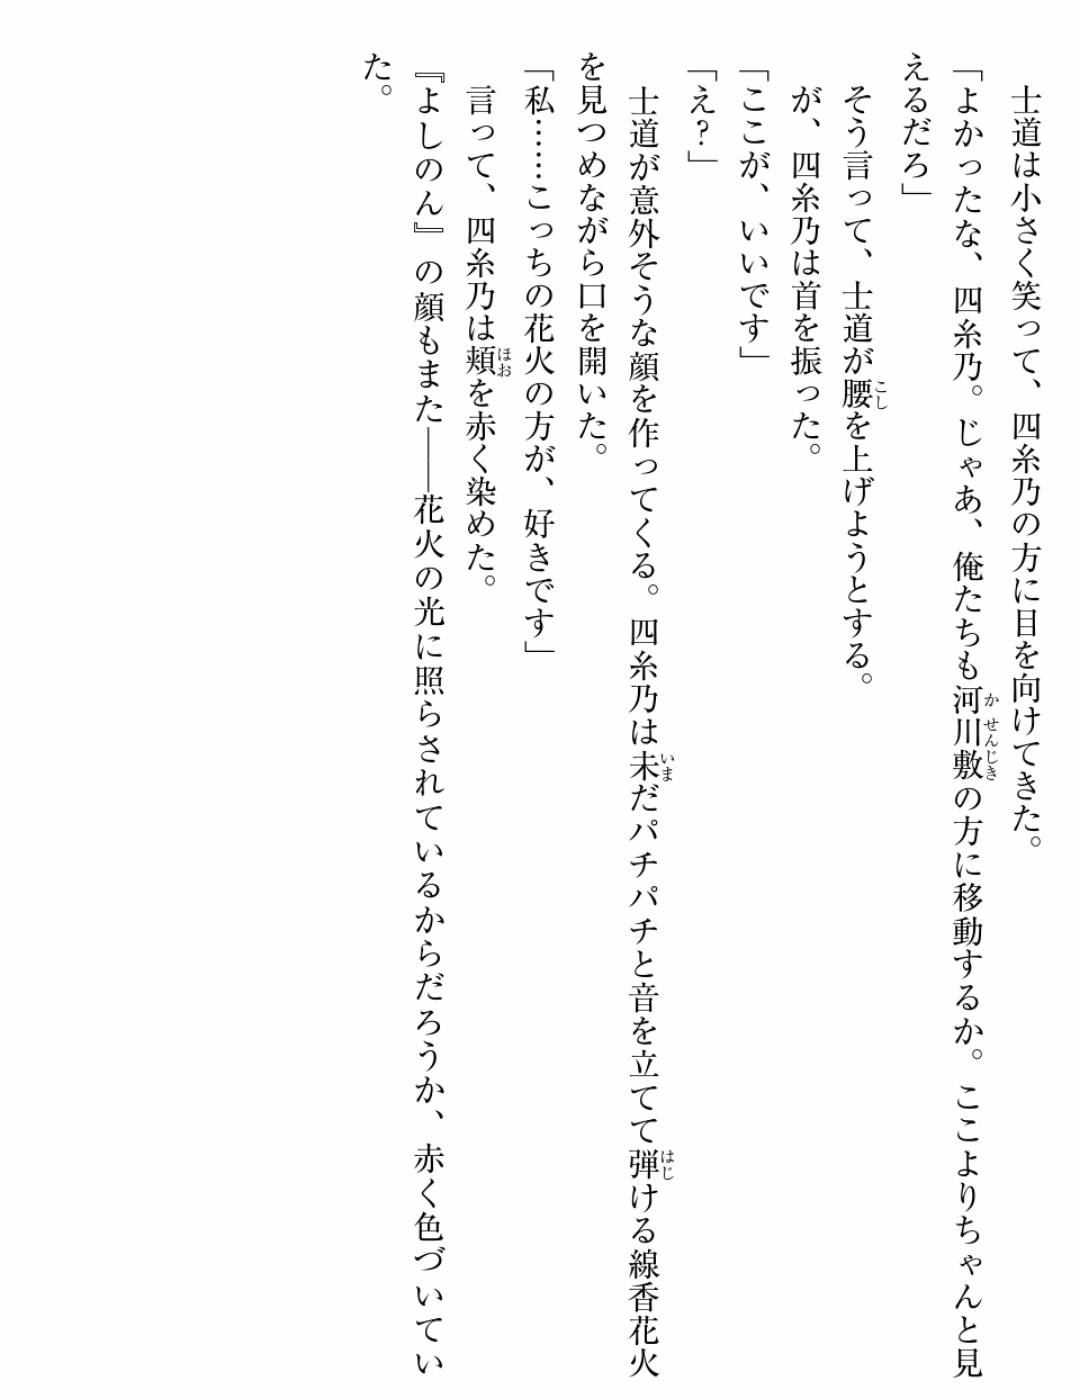 士道は小さく笑って、四糸乃の方に目を向けてきた。
「よかったな、四糸乃。じゃあ、俺たちも河川敷の方に移動するか。ここよりちゃんと見
えるだろ」
そう言って、士道が腰を上げようとする。
が、四糸乃は首を振った。
「ここが、いいです」
「え？」
士道が意外そうな顔を作ってくる。四糸乃は未だパチパチと音を立てて弾ける線香花火
を見つめながら口を開いた。
「私……こっちの花火の方が、好きです」
言って、四糸乃は頬を赤く染めた。
『よしのん』の顔もまた――花火の光に照らされているからだろうか、赤く色づいてい
た。